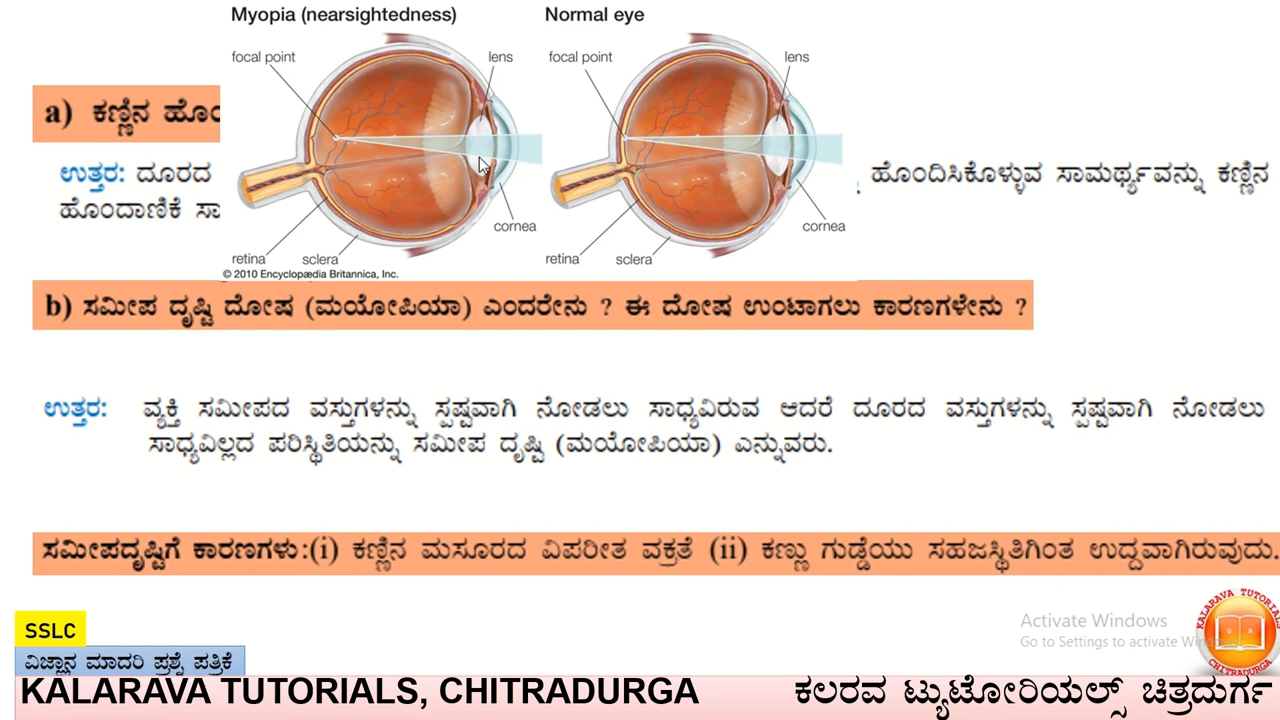 Myopia (nearsightedness)
Normal eye
focal point
lens
focal point
lens
a) ಕಣ್ಣಿನ
ಉತ್ತರ: ದೂರದ
ಹೊಂದಿಸಿಕೊಳ್ಳುವ ಸಾಮರ್ಥ್ಯವನ್ನು ಕಣ್ಣಿನ
ಹೊಂದಾಣಿಕೆ
cornea
cornea
retina
sclera
retina
sclera
© 2010 Encyclopædia Britannica, Inc.
b) ಸಮೀಪ ದೃಷ್ಟಿ ದೋಷ (ಮಯೋಪಿಯಾ) ಎಂದರೇನು ? ಈ ದೋಷ ಉಂಟಾಗಲು ಕಾರಣಗಳೇನು ?
ಉತ್ತರ: ವ್ಯಕ್ತಿ ಸಮೀಪದ ವಸ್ತುಗಳನ್ನು ಸ್ಪಷ್ಟವಾಗಿ ನೋಡಲು ಸಾಧ್ಯವಿರುವ ಆದರೆ ದೂರದ ವಸ್ತುಗಳನ್ನು ಸ್ಪಷ್ಟವಾಗಿ ನೋಡಲು
ಸಾಧ್ಯವಿಲ್ಲದ ಪರಿಸ್ಥಿತಿಯನ್ನು ಸಮೀಪ ದೃಷ್ಟಿ (ಮಯೋಪಿಯಾ) ಎನ್ನುವರು.
ಸಮೀಪದೃಷ್ಟಿಗೆ ಕಾರಣಗಳು:(i) ಕಣ್ಣಿನ ಮಸೂರದ ವಿಪರೀತ ವಕ್ರತೆ (ii) ಕಣ್ಣು ಗುಡ್ಡೆಯು ಸಹಜಸ್ಥಿತಿಗಿಂತ ಉದ್ದವಾಗಿರುವುದು.
SSLC
ವಿಜ್ಞಾನ ಮಾದರಿ ಪ್ರಶ್ನೆ ಪತ್ರಿಕೆ
Activate Windows
Go to Settings to activate
KALARAVA TUTORIALS
G K
CHITRADURGA
KALARAVA TUTORIALS, CHITRADURGA
ಕಲರವ ಟ್ಯುಟೋರಿಯಲ್ಸ್ ಚಿತ್ರದುರ್ಗ